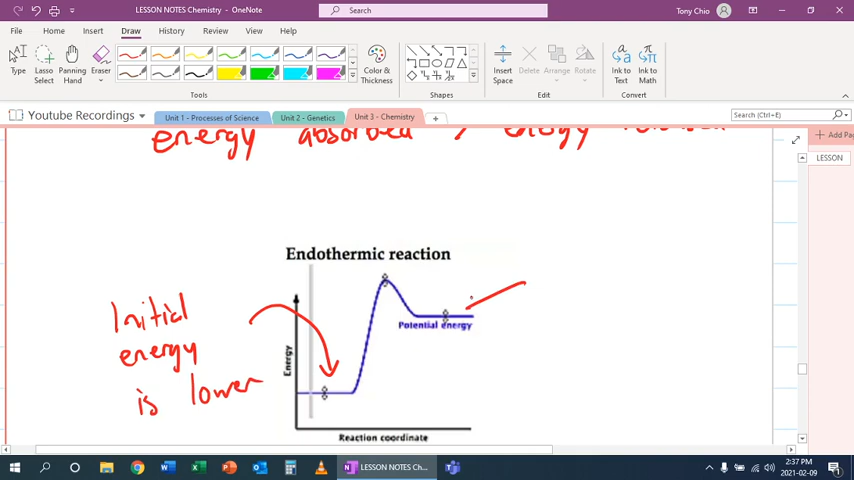 LESSON NOTES Chemistry - OneNote
Search
Tony Chio
File Home Insert Draw History Review View Help
Type
Lasso
Select
Panning
Hand
Eraser
Color &
Thickness
Shapes
Insert
Space
Delete
Arrange
Rotate
Edit
Ink to
Text
Ink to
Math
Convert
Youtube Recordings
Unit 1 - Processes of Science
Unit 2 - Genetics
Unit 3 - Chemistry
Search (Ctrl+E)
Add Pag
LESSON
energy absorbed > energy released
Endothermic reaction
Initial
energy
is lower
Energy
Potential energy
Reaction coordinate
LESSON NOTES Ch...
2:37 PM
2021-02-09